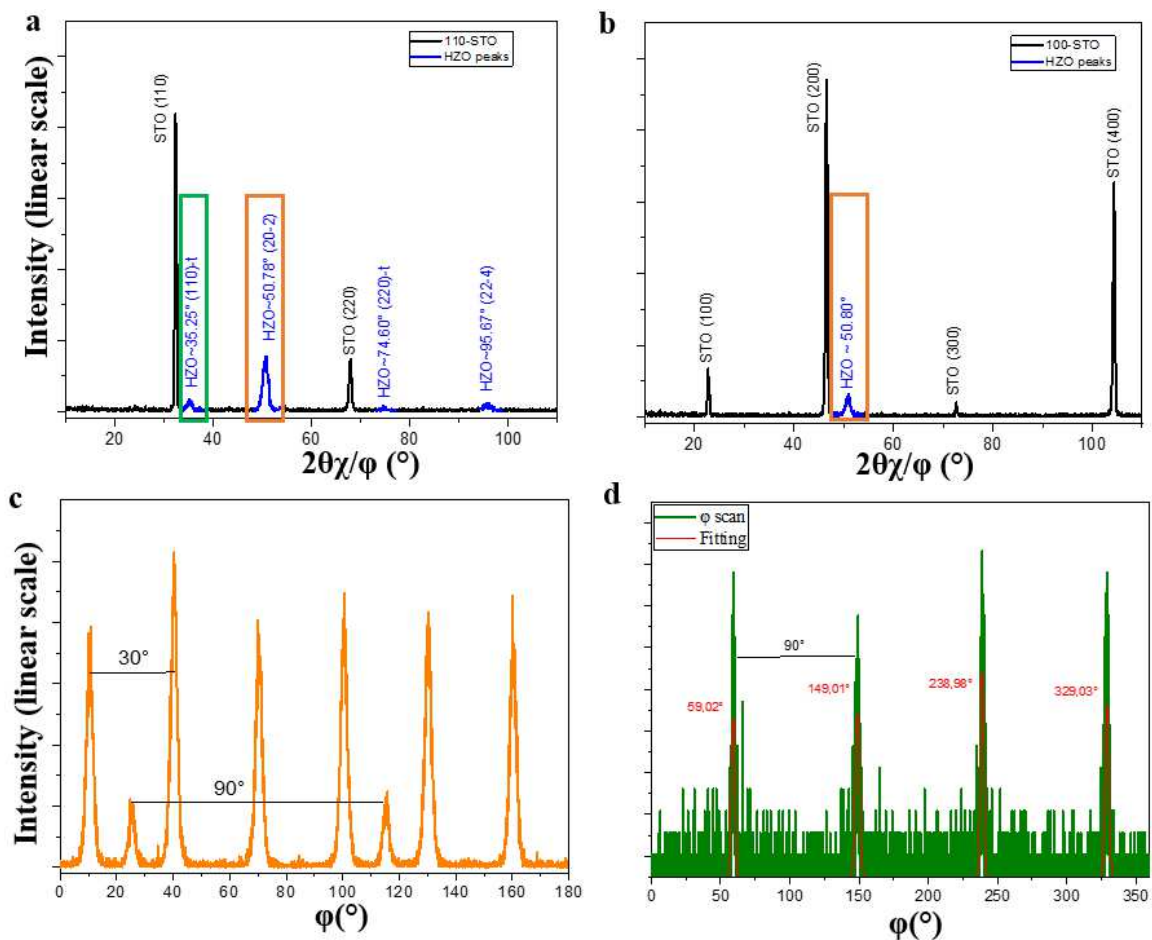 a
Intensity (linear scale)
110-STO
HZO peaks
STO (110)
HZO~35.25° (110)-t
HZO~50.78° (20-2)
STO (220)
HZO~74.60° (220)-t
HZO~95.67° (22-4)
20 40 60 80 100
2θχ/φ (°)
b
100-STO
HZO peaks
STO (100)
STO (200)
HZO ~ 50.80°
STO (300)
STO (400)
20 40 60 80 100
2θχ/φ (°)
c
Intensity (linear scale)
30°
90°
0 20 40 60 80 100 120 140 160 180
φ(°)
d
φ scan
Fitting
90°
59,02°
149,01°
238,98°
329,03°
0 50 100 150 200 250 300 350
φ(°)